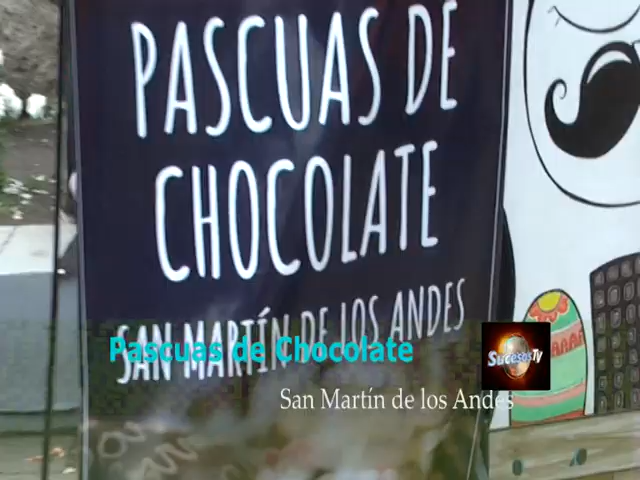 PASCUAS DE
CHOCOLATE
SAN MARTÍN DE LOS ANDES
Pascuas de Chocolate
SucesosTv
San Martín de los Andes